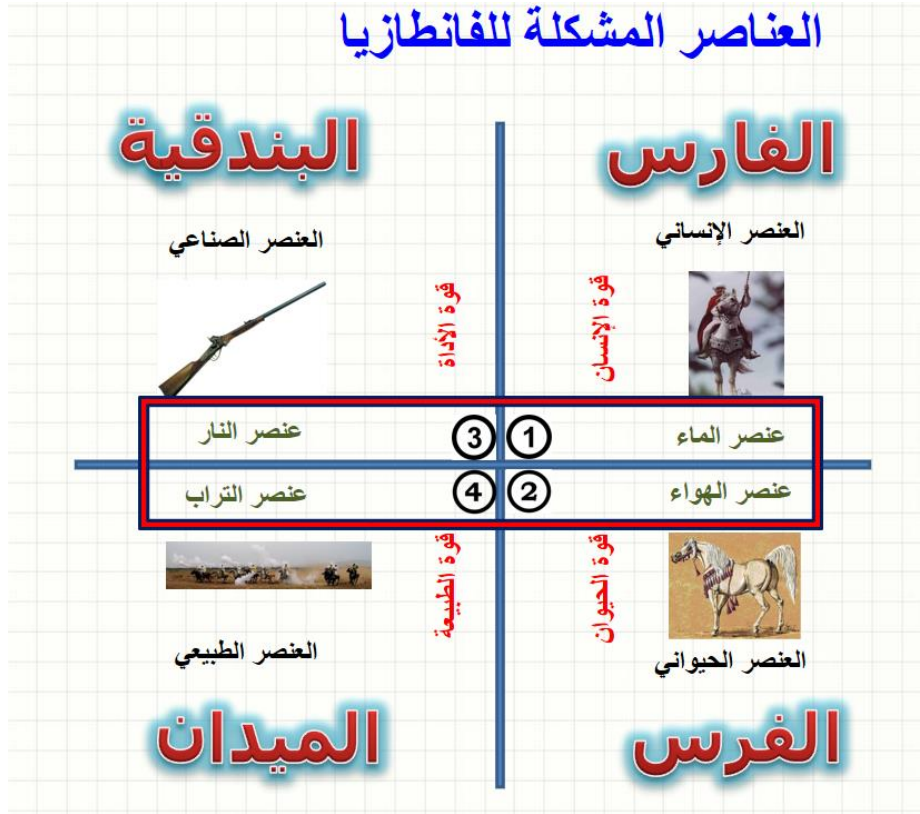 العناصر المشكلة للفانطازيا
الفارس
العنصر الإنساني
قوة الإنسان
عنصر الماء
1
البندقية
العنصر الصناعي
قوة الأداة
عنصر النار
3
عنصر الهواء
2
قوة الحيوان
العنصر الحيواني
الفرس
عنصر التراب
4
قوة الطبيعة
العنصر الطبيعي
الميدان